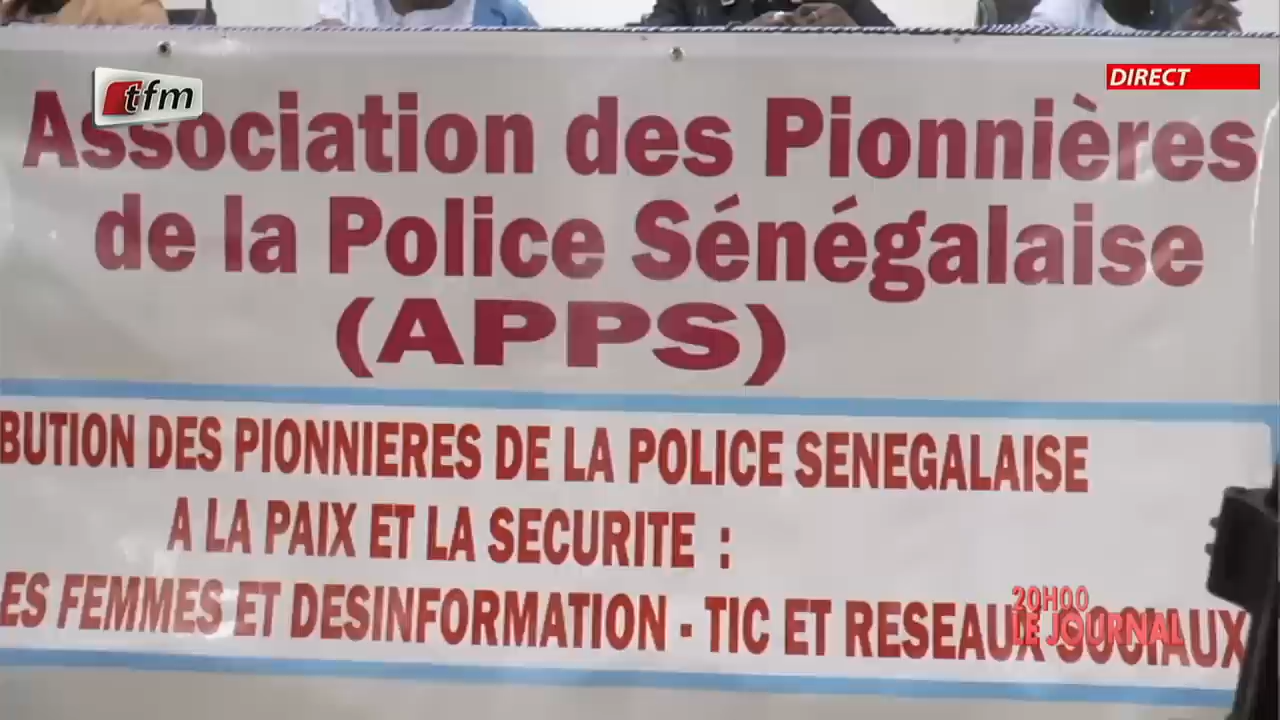 tfm
DIRECT
Association des Pionnières
de la Police Sénégalaise
(APPS)
BUTION DES PIONNIERES DE LA POLICE SENEGALAISE
A LA PAIX ET LA SECURITE :
ES FEMMES ET DESINFORMATION - TIC ET RESEAUX SOCIAUX
20H00
LE JOURNAL